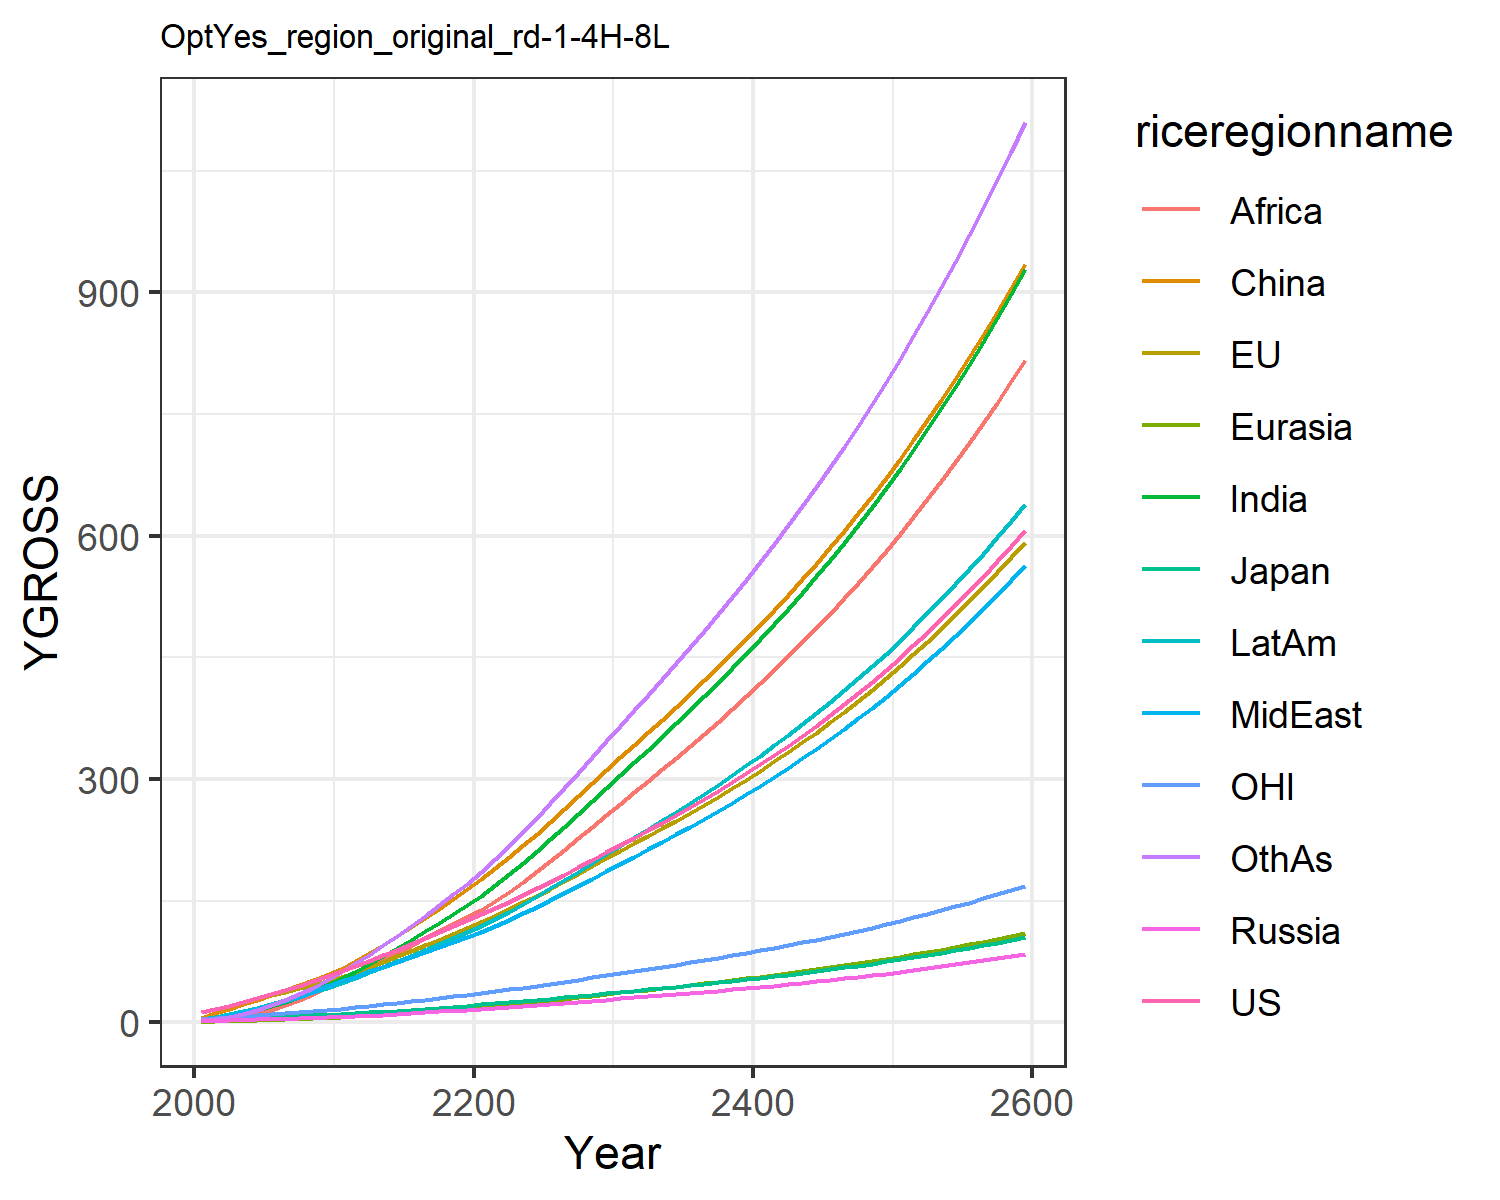 OptYes_region_original_rd-1-4H-8L
YGROSS
900
600
300
0
2000
2200
2400
2600
Year
riceregionname
Africa
China
EU
Eurasia
India
Japan
LatAm
MidEast
OHI
OthAs
Russia
US